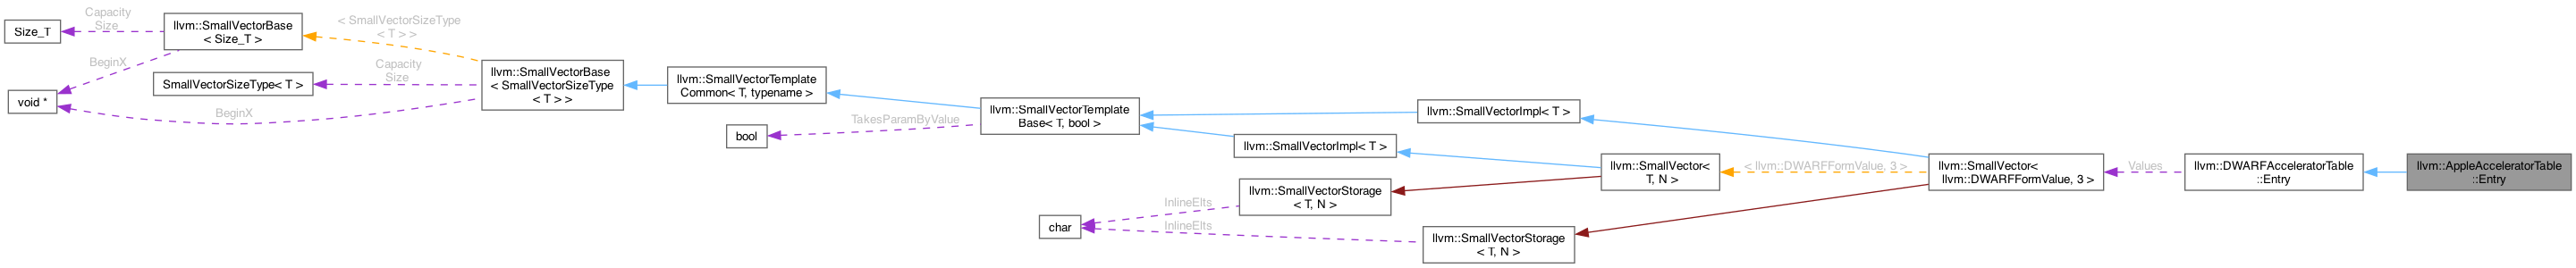 Size_T
Capacity
Size
llvm::SmallVectorBase
< Size_T >
< SmallVectorSizeType
< T > >
BeginX
SmallVectorSizeType< T >
void *
Capacity
Size
BeginX
llvm::SmallVectorBase
< SmallVectorSizeType
< T > >
llvm::SmallVectorTemplate
Common< T, typename >
bool
TakesParamByValue
llvm::SmallVectorTemplate
Base< T, bool >
llvm::SmallVectorImpl< T >
llvm::SmallVectorImpl< T >
llvm::SmallVectorStorage
< T, N >
char
InlineElts
InlineElts
llvm::SmallVectorStorage
< T, N >
llvm::SmallVector<
T, N >
< llvm::DWARFFormValue, 3 >
llvm::SmallVector<
llvm::DWARFFormValue, 3 >
Values
llvm::DWARFAcceleratorTable
::Entry
llvm::AppleAcceleratorTable
::Entry